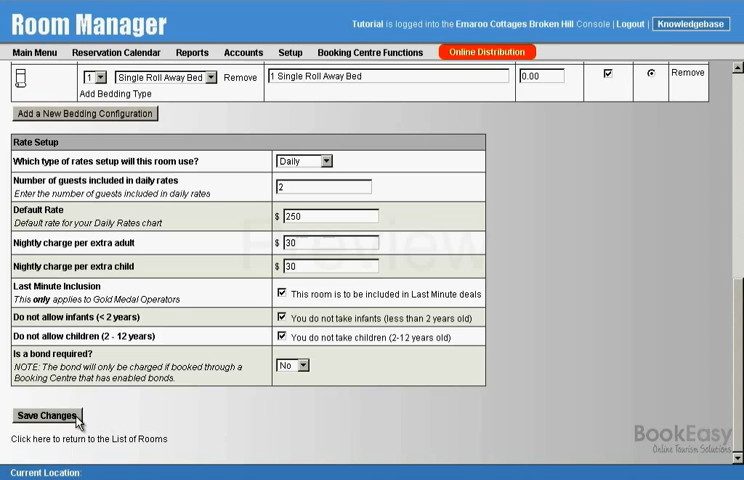 Room Manager
Tutorial is logged into the Emaroo Cottages Broken Hill Console | Logout | Knowledgebase
Main Menu Reservation Calendar Reports Accounts Setup Booking Centre Functions Online Distribution
1 Single Roll Away Bed Remove 1 Single Roll Away Bed 0.00 Remove
Add Bedding Type
Add a New Bedding Configuration
Rate Setup
Which type of rates setup will this room use? Daily
Number of guests included in daily rates
Enter the number of guests included in daily rates 2
Default Rate
Default rate for your Daily Rates chart $ 250
Nightly charge per extra adult $ 30
Nightly charge per extra child $ 30
Last Minute Inclusion
This only applies to Gold Medal Operators This room is to be included in Last Minute deals
Do not allow infants (< 2 years) You do not take infants (less than 2 years old)
Do not allow children (2 - 12 years) You do not take children (2-12 years old)
Is a bond required?
NOTE: The bond will only be charged if booked through a
Booking Centre that has enabled bonds. No
Preview
Save Changes
Click here to return to the List of Rooms
BookEasy
Online Tourism Solutions
Current Location: